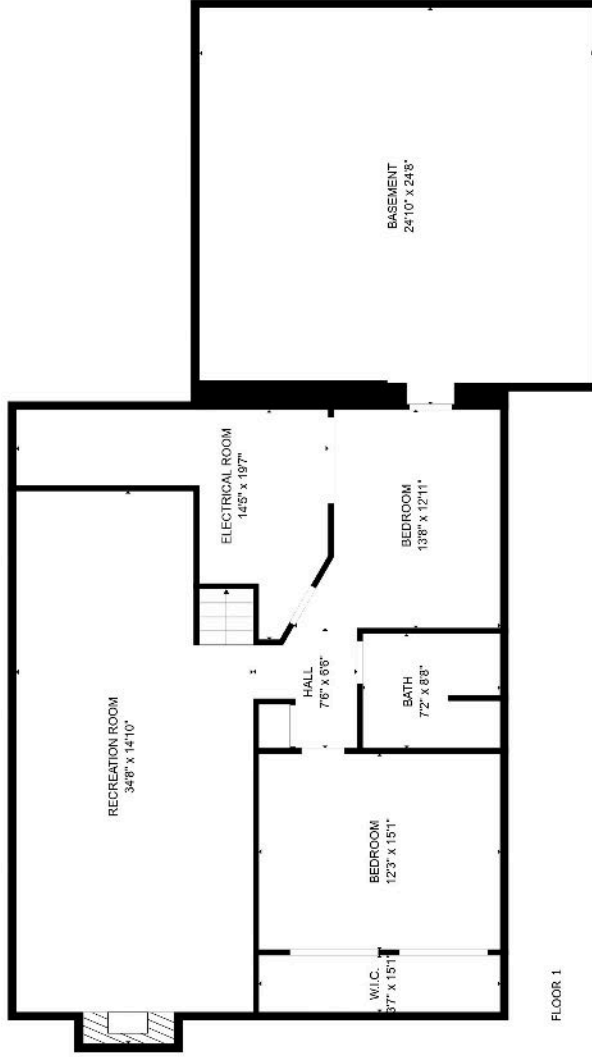 BASEMENT
24'10" x 24'8"
ELECTRICAL ROOM
14'5" x 19'7"
BEDROOM
13'8" x 12'11"
RECREATION ROOM
34'8" x 14'10"
HALL
7'6" x 6'6"
BATH
7'2" x 8'8"
BEDROOM
12'3" x 15'1"
W.I.C.
3'7" x 15'1"
FLOOR 1